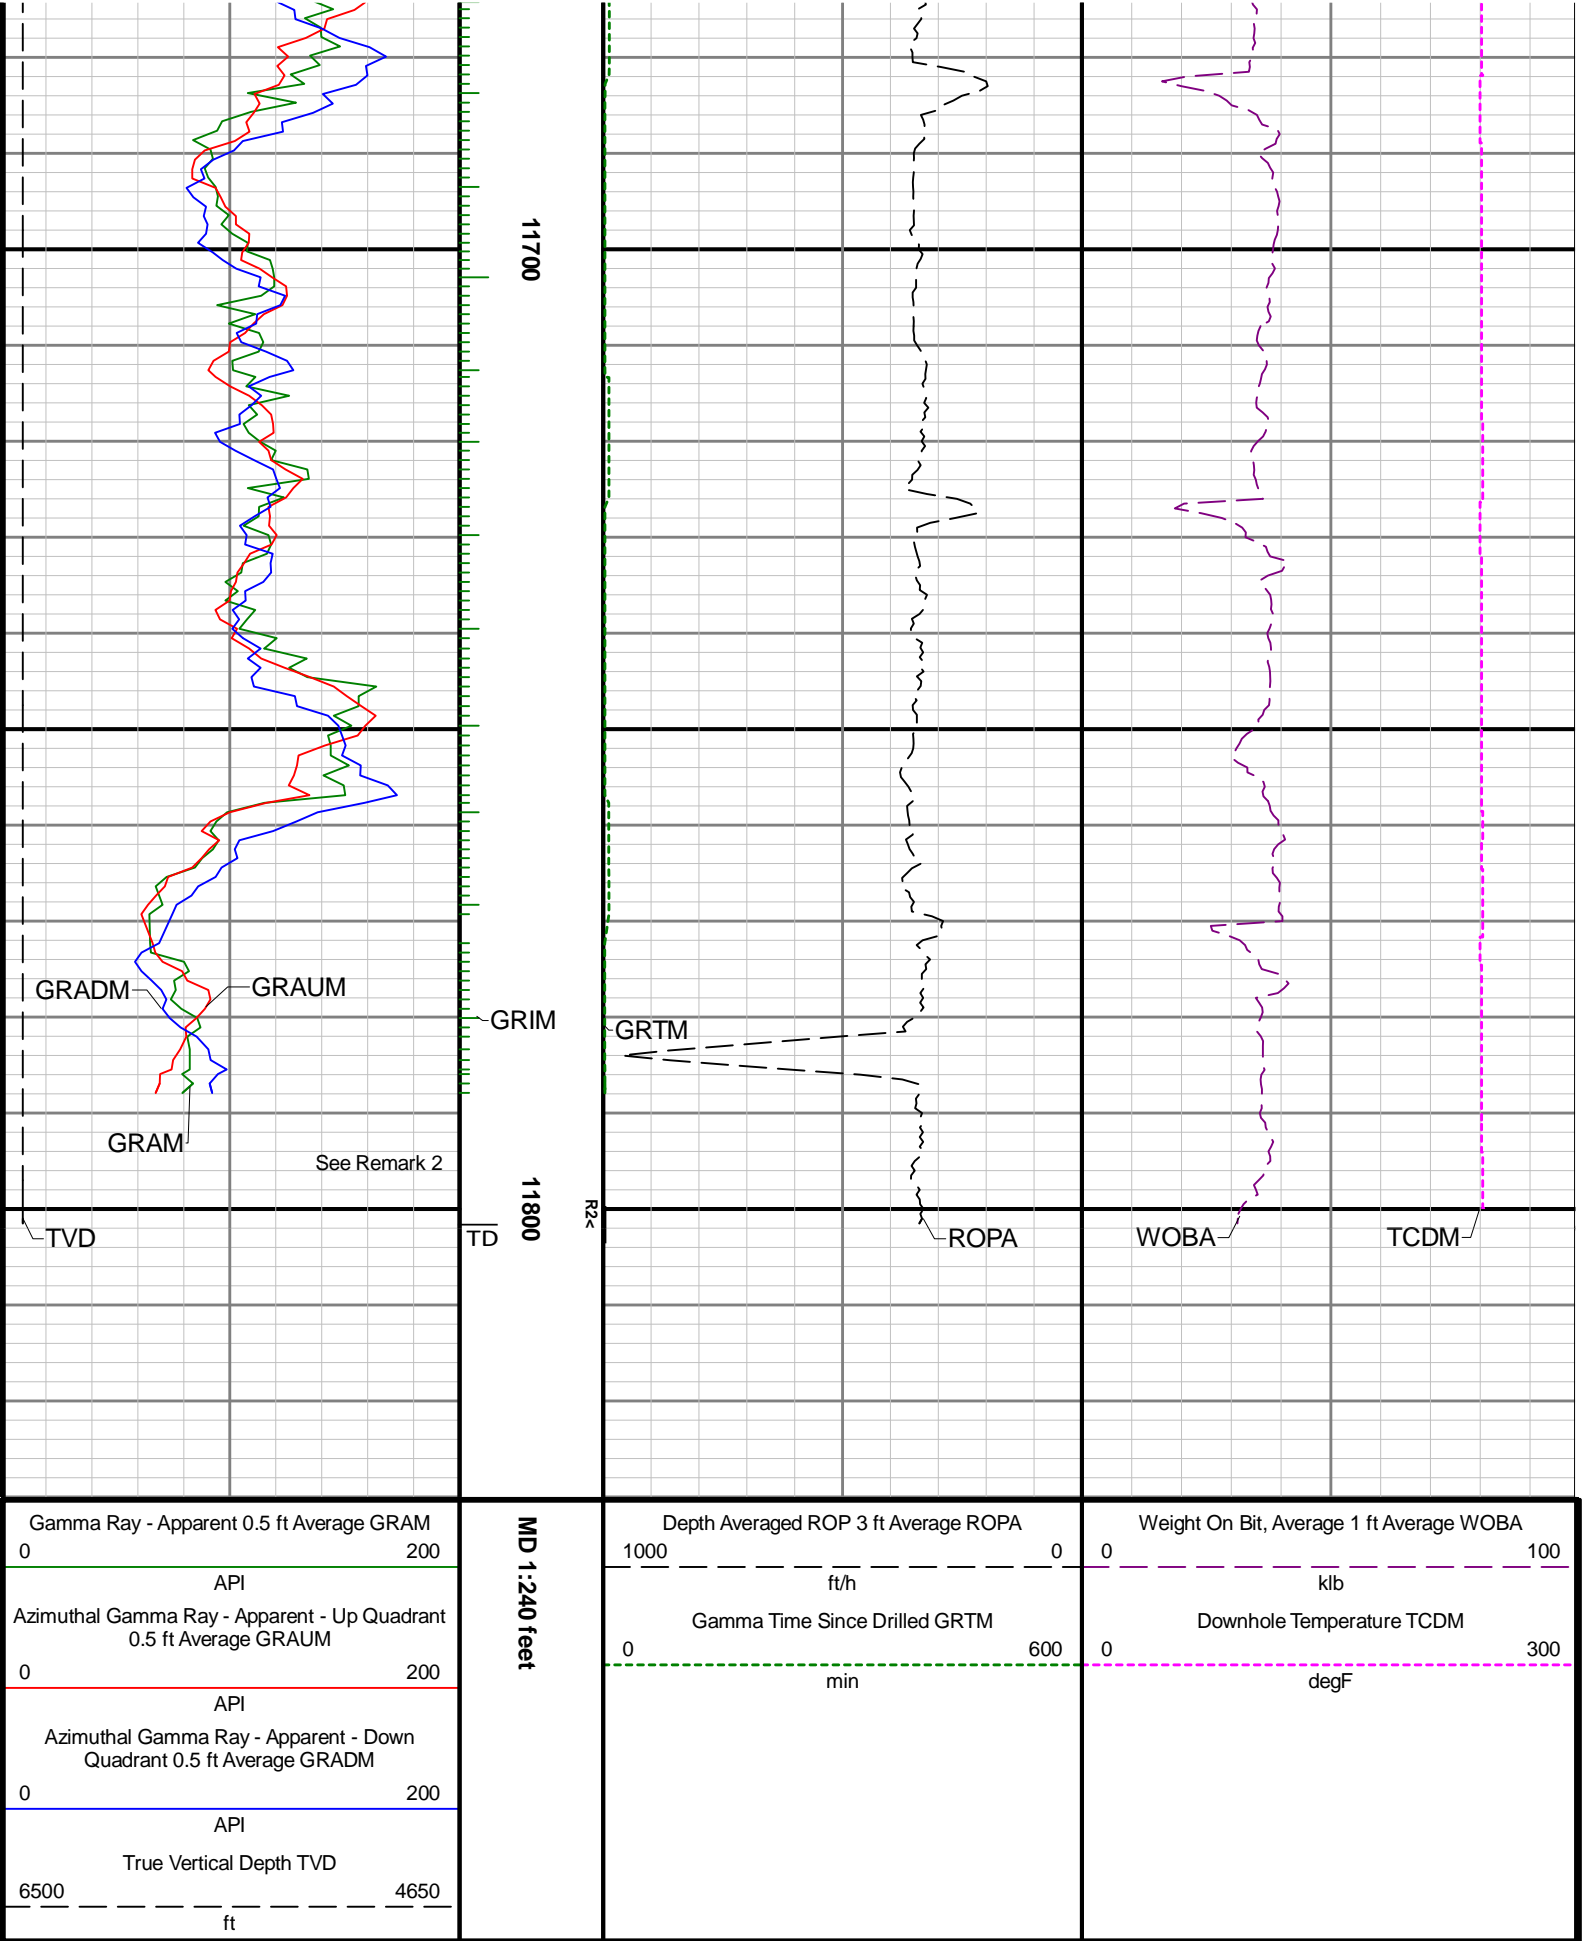 11700
GRADM
GRAUM
GRIM
GRTM
GRAM
See Remark 2
11800
R2<
TVD
TD
ROPA
WOBA
TCDM
Gamma Ray - Apparent 0.5 ft Average GRAM
0 200
API
Azimuthal Gamma Ray - Apparent - Up Quadrant
0.5 ft Average GRAUM
0 200
API
Azimuthal Gamma Ray - Apparent - Down
Quadrant 0.5 ft Average GRADM
0 200
API
True Vertical Depth TVD
6500 4650
ft
MD 1:240 feet
Depth Averaged ROP 3 ft Average ROPA
1000 0
ft/h
Gamma Time Since Drilled GRTM
0 600
min
Weight On Bit, Average 1 ft Average WOBA
0 100
klb
Downhole Temperature TCDM
0 300
degF